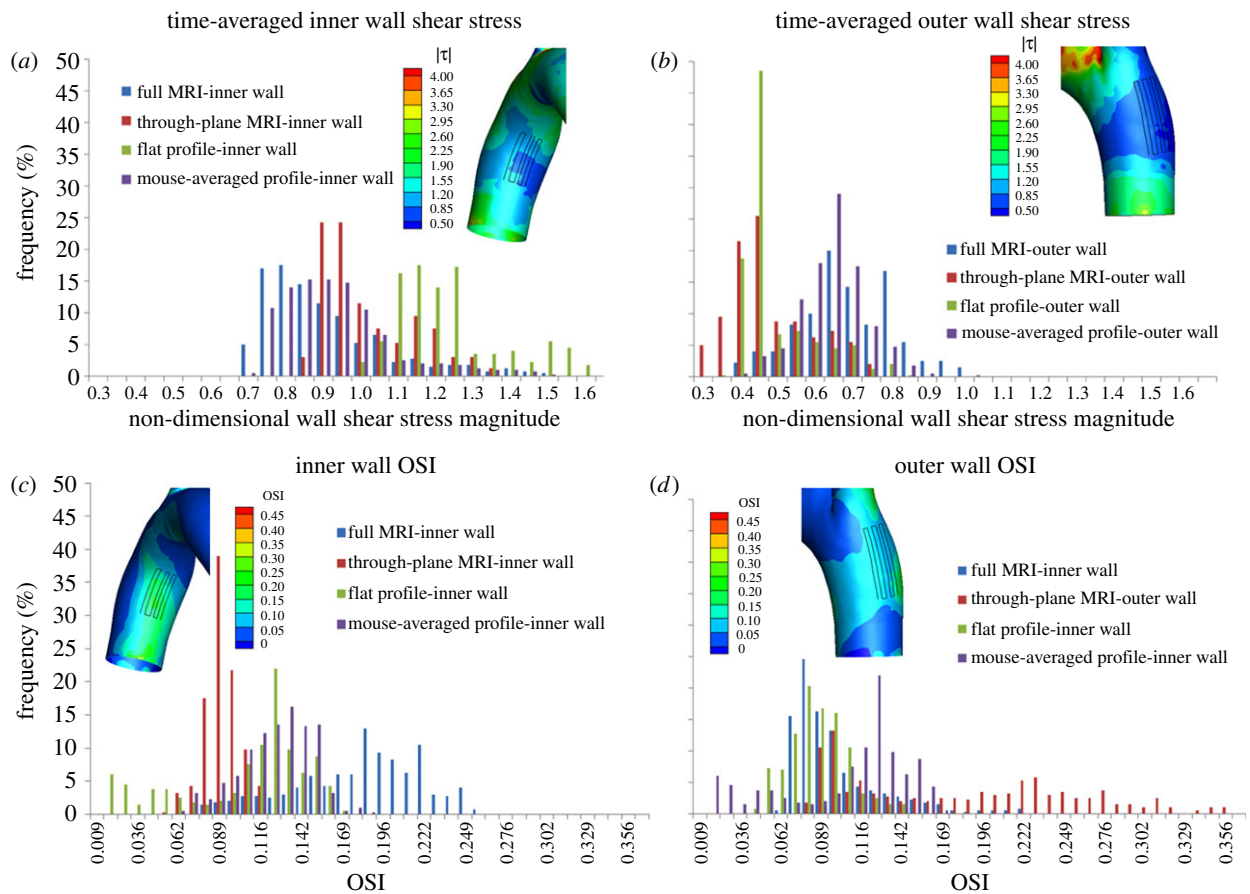 time-averaged inner wall shear stress
(a)
50
45
40
35
30
25
20
15
10
5
0
frequency (%)
full MRI-inner wall
through-plane MRI-inner wall
flat profile-inner wall
mouse-averaged profile-inner wall
|τ|
4.00
3.65
3.30
2.95
2.60
2.25
1.90
1.55
1.20
0.85
0.50
0.3 0.4 0.5 0.6 0.7 0.8 0.9 1.0 1.1 1.2 1.3 1.4 1.5 1.6
non-dimensional wall shear stress magnitude
time-averaged outer wall shear stress
(b)
|τ|
4.00
3.65
3.30
2.95
2.60
2.25
1.90
1.55
1.20
0.85
0.50
full MRI-outer wall
through-plane MRI-outer wall
flat profile-outer wall
mouse-averaged profile-outer wall
0.3 0.4 0.5 0.6 0.7 0.8 0.9 1.0 1.1 1.2 1.3 1.4 1.5 1.6
non-dimensional wall shear stress magnitude
inner wall OSI
(c)
50
45
40
35
30
25
20
15
10
5
0
frequency (%)
OSI
0.45
0.40
0.35
0.30
0.25
0.20
0.15
0.10
0.05
0
full MRI-inner wall
through-plane MRI-inner wall
flat profile-inner wall
mouse-averaged profile-inner wall
0.009 0.036 0.062 0.089 0.116 0.142 0.169 0.196 0.222 0.249 0.276 0.302 0.329 0.356
OSI
outer wall OSI
(d)
OSI
0.45
0.40
0.35
0.30
0.25
0.20
0.15
0.10
0.05
0
full MRI-inner wall
through-plane MRI-outer wall
flat profile-inner wall
mouse-averaged profile-inner wall
0.009 0.036 0.062 0.089 0.116 0.142 0.169 0.196 0.222 0.249 0.276 0.302 0.329 0.356
OSI